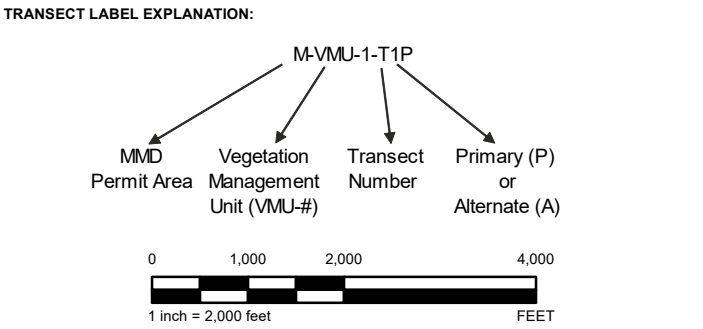 TRANSECT LABEL EXPLANATION:
M-VMU-1-T1P
MMD
Permit Area
Vegetation
Management
Unit (VMU-#)
Transect
Number
Primary (P)
or
Alternate (A)
0 1,000 2,000 4,000
1 inch = 2,000 feet FEET